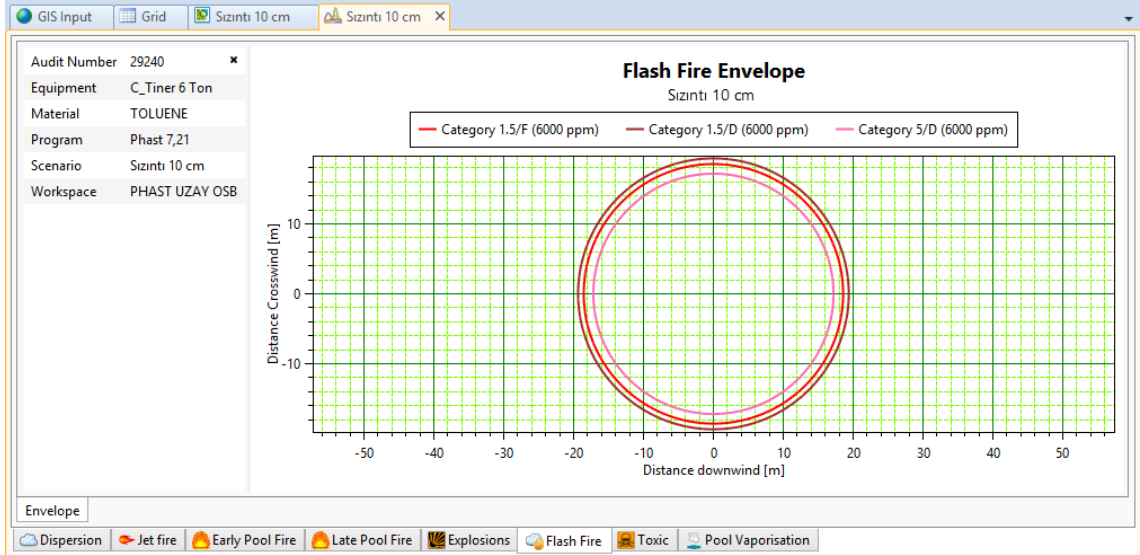 GIS Input Grid Sızıntı 10 cm Sızıntı 10 cm
Audit Number 29240
Equipment C_Tiner 6 Ton
Material TOLUENE
Program Phast 7,21
Scenario Sızıntı 10 cm
Workspace PHAST UZAY OSB
Flash Fire Envelope
Sızıntı 10 cm
Category 1.5/F (6000 ppm) Category 1.5/D (6000 ppm) Category 5/D (6000 ppm)
Distance Crosswind [m]
10
0
-10
-50 -40 -30 -20 -10 0 10 20 30 40 50
Distance downwind [m]
Envelope
Dispersion Jet fire Early Pool Fire Late Pool Fire Explosions Flash Fire Toxic Pool Vaporisation